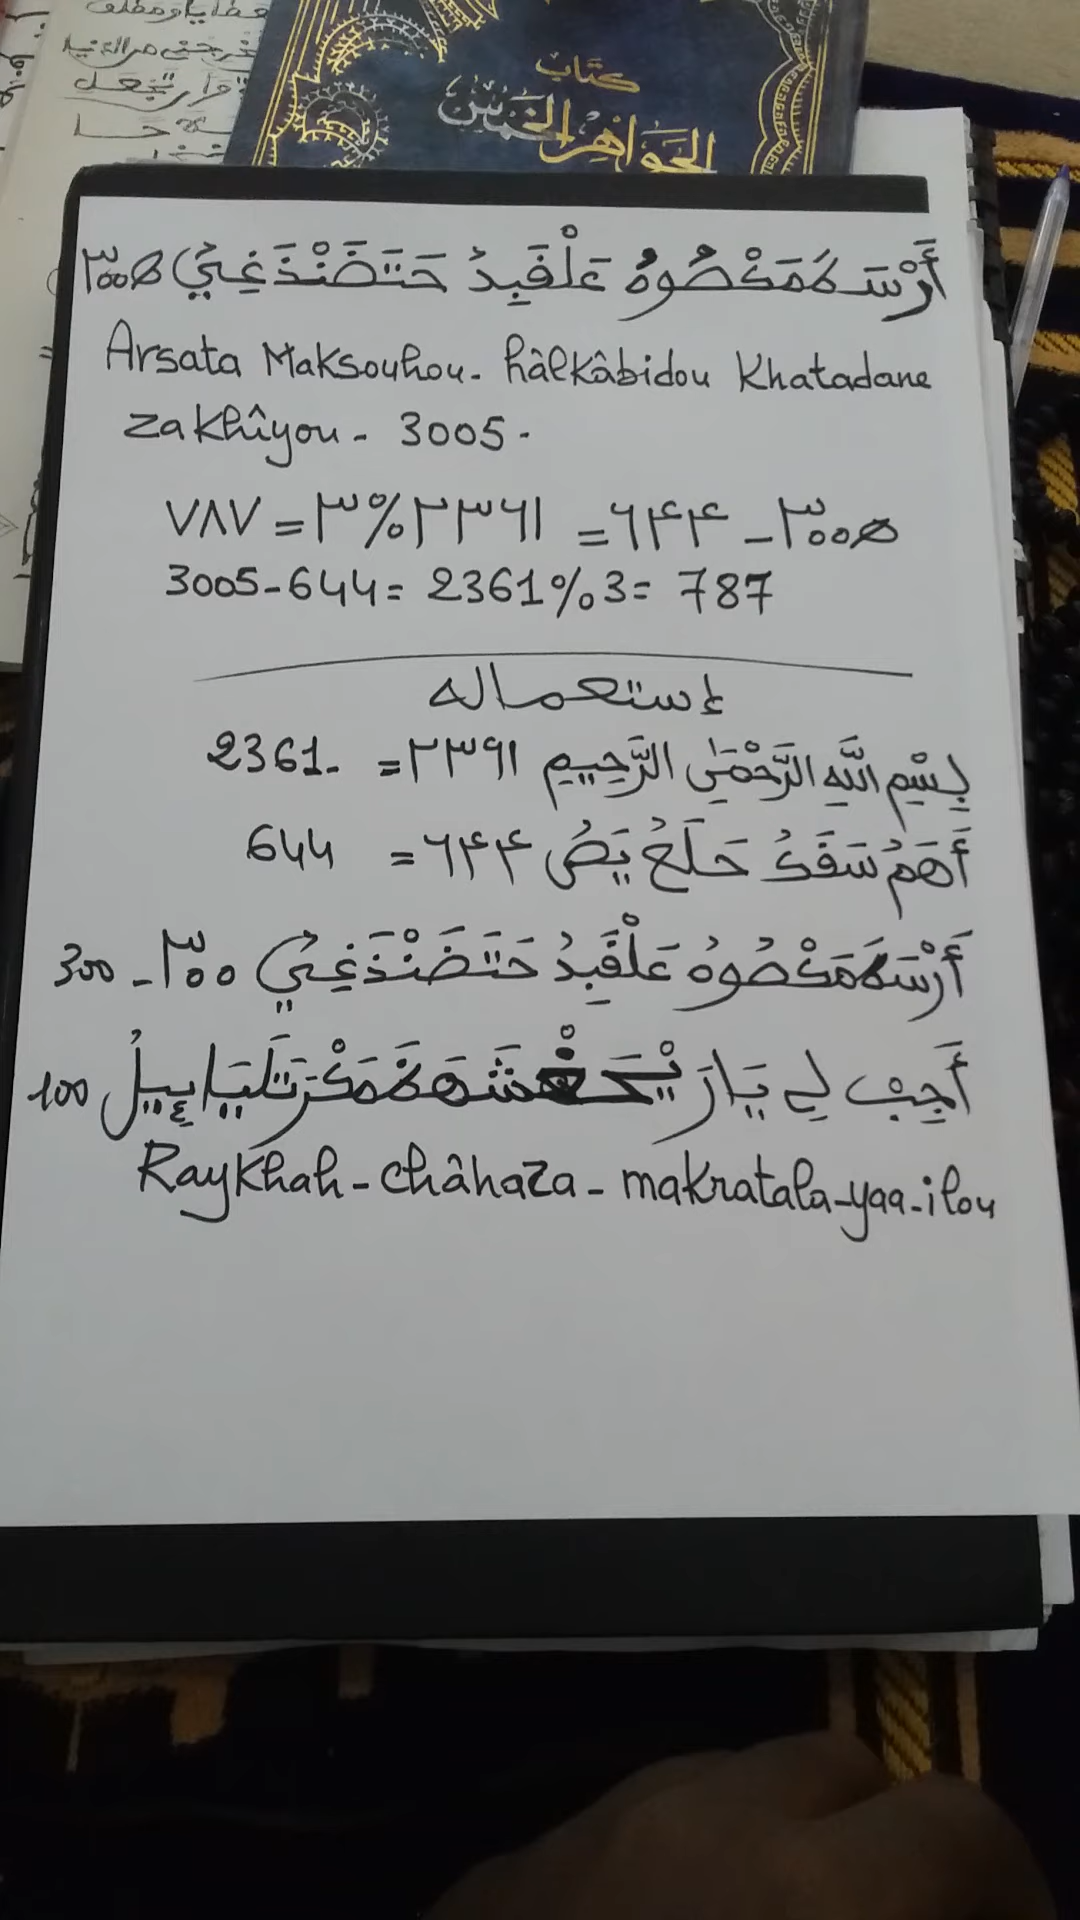 كتاب
الجواهر الخمس
أَرْسَهَمَكْصُوهُ عَلْقَبِدُ حَتَضَنْذَغِيُ ٣٠٠٥
Arsata Maksouhou- hâlkâbidou Khatadane
zakhîyou - 3005 -
٧٨٧ = ٣%٢٣٦١ = ٦٤٤ - ٣٠٠٥
3005-644= 2361%3= 787
إستعماله
بِسْمِ اللَّهِ الرَّحْمَٰنِ الرَّحِيمِ ٢٣٦١= 2361-
أَهَمُ سَقَكُ حَلَعُ يَصُ ٦٤٤ = 644
أَرْسَهَمَكْصُوهُ عَلْقَبِدُ حَتَضَنْذَغِيُ ٣٠٠ - 300
أَجِبْ لِي يَا رَيْخَهْشَهَظَمَكْرَتَلَيَايِيلُ 100
Raykhah - châhaza - makratala-yaa-ilou